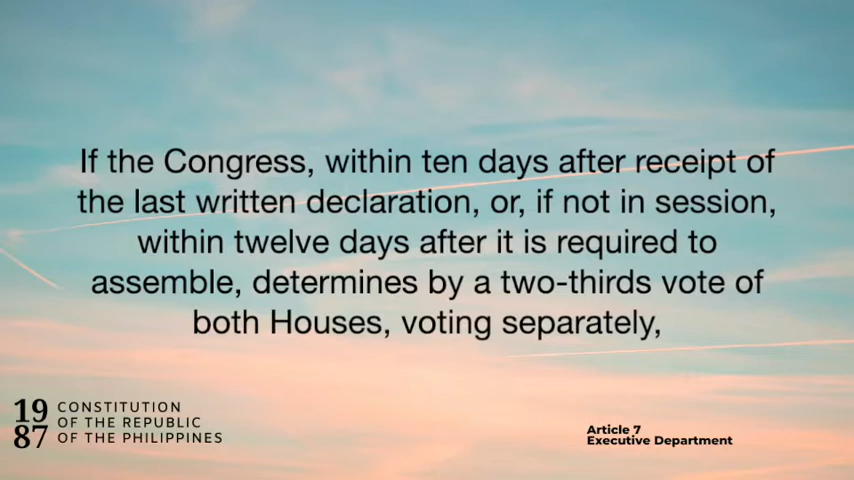 If the Congress, within ten days after receipt of
the last written declaration, or, if not in session,
within twelve days after it is required to
assemble, determines by a two-thirds vote of
both Houses, voting separately,
19
87
CONSTITUTION
OF THE REPUBLIC
OF THE PHILIPPINES
Article 7
Executive Department